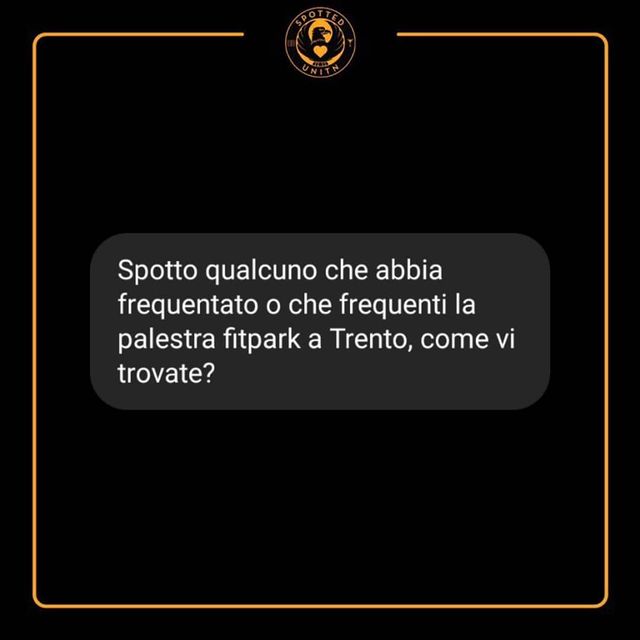 SPOTTED
UNITN
Spotto qualcuno che abbia
frequentato o che frequenti la
palestra fitpark a Trento, come vi
trovate?